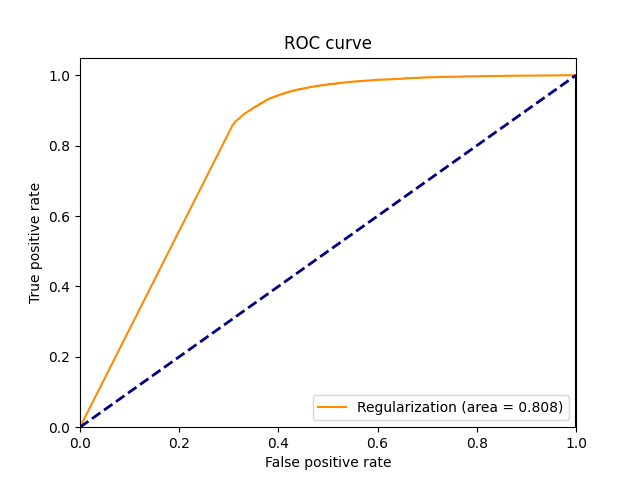 ROC curve
True positive rate
1.0
0.8
0.6
0.4
0.2
0.0
Regularization (area = 0.808)
0.0 0.2 0.4 0.6 0.8 1.0
False positive rate